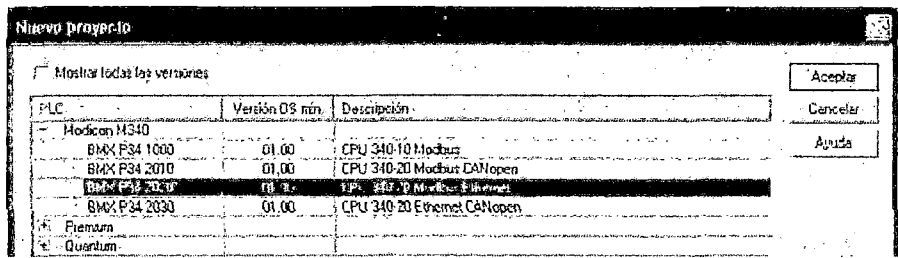 Nuevo proyecto
Mostrar todas las versiones
Aceptar
PLC Versión OS mín. Descripción
Cancelar
Modicon M340
BMX P34 1000 01.00 CPU 340-10 Modbus
Ayuda
BMX P34 2010 01.00 CPU 340-20 Modbus CANopen
BMX P34 CPU 340-20 Modbus Ethernet
BMX P34 2030 01.00 CPU 340-20 Ethernet CANopen
Premium
Quantum